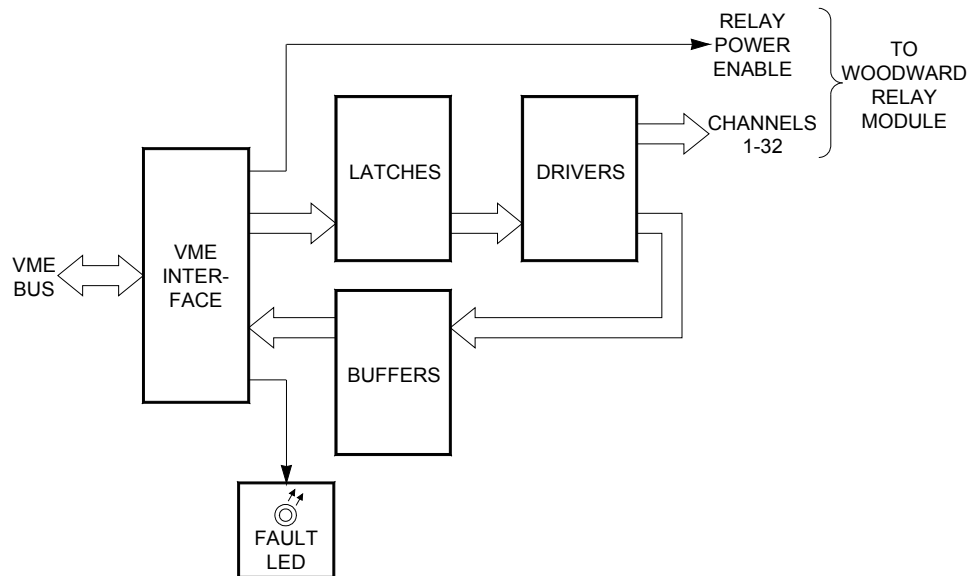 RELAY
POWER
ENABLE
TO
WOODWARD
RELAY
MODULE
CHANNELS
1-32
LATCHES
DRIVERS
VME
BUS
VME
INTER-
FACE
BUFFERS
FAULT
LED